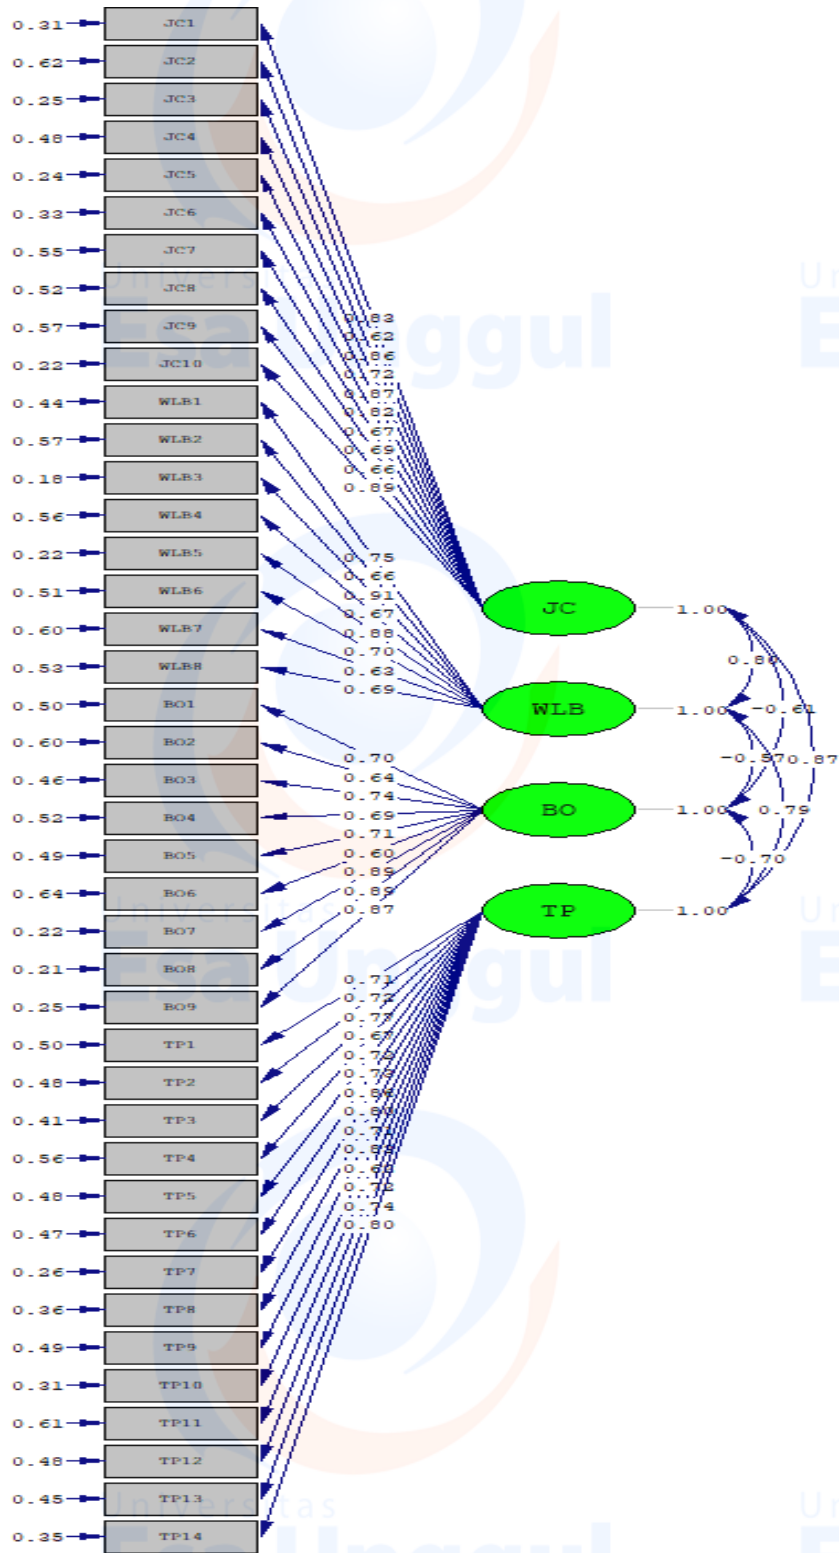 0.31 JC1
0.62 JC2
0.25 JC3
0.48 JC4
0.24 JC5
0.33 JC6
0.55 JC7
Universitas
0.52 JC8
Esa Unggul
0.57 JC9
0.83
0.62
0.86
0.22 JC10
0.72
0.87
0.44 WLB1
0.82
0.67
0.57 WLB2
0.69
0.66
0.18 WLB3
0.89
0.56 WLB4
0.22 WLB5
0.75
0.66
0.51 WLB6
0.91
JC 1.00
0.67
0.60 WLB7
0.88
0.70
0.53 WLB8
0.80
0.63
0.69
0.50 BO1
WLB 1.00 -0.61
0.60 BO2
0.70
-0.57 0.87
0.64
0.46 BO3
0.74
BO 1.00 0.79
0.52 BO4
0.69
0.71
0.49 BO5
0.60
-0.70
0.89
0.64 BO6
0.89
Universitas
0.87
TP 1.00
0.22 BO7
Esa Unggul
0.21 BO8
0.71
0.72
0.25 BO9
0.77
0.67
0.50 TP1
0.72
0.73
0.48 TP2
0.86
0.80
0.41 TP3
0.71
0.83
0.56 TP4
0.63
0.72
0.48 TP5
0.74
0.80
0.47 TP6
0.26 TP7
0.36 TP8
0.49 TP9
0.31 TP10
0.61 TP11
0.48 TP12
0.45 TP13
Universitas
0.35 TP14
Esa Unggul